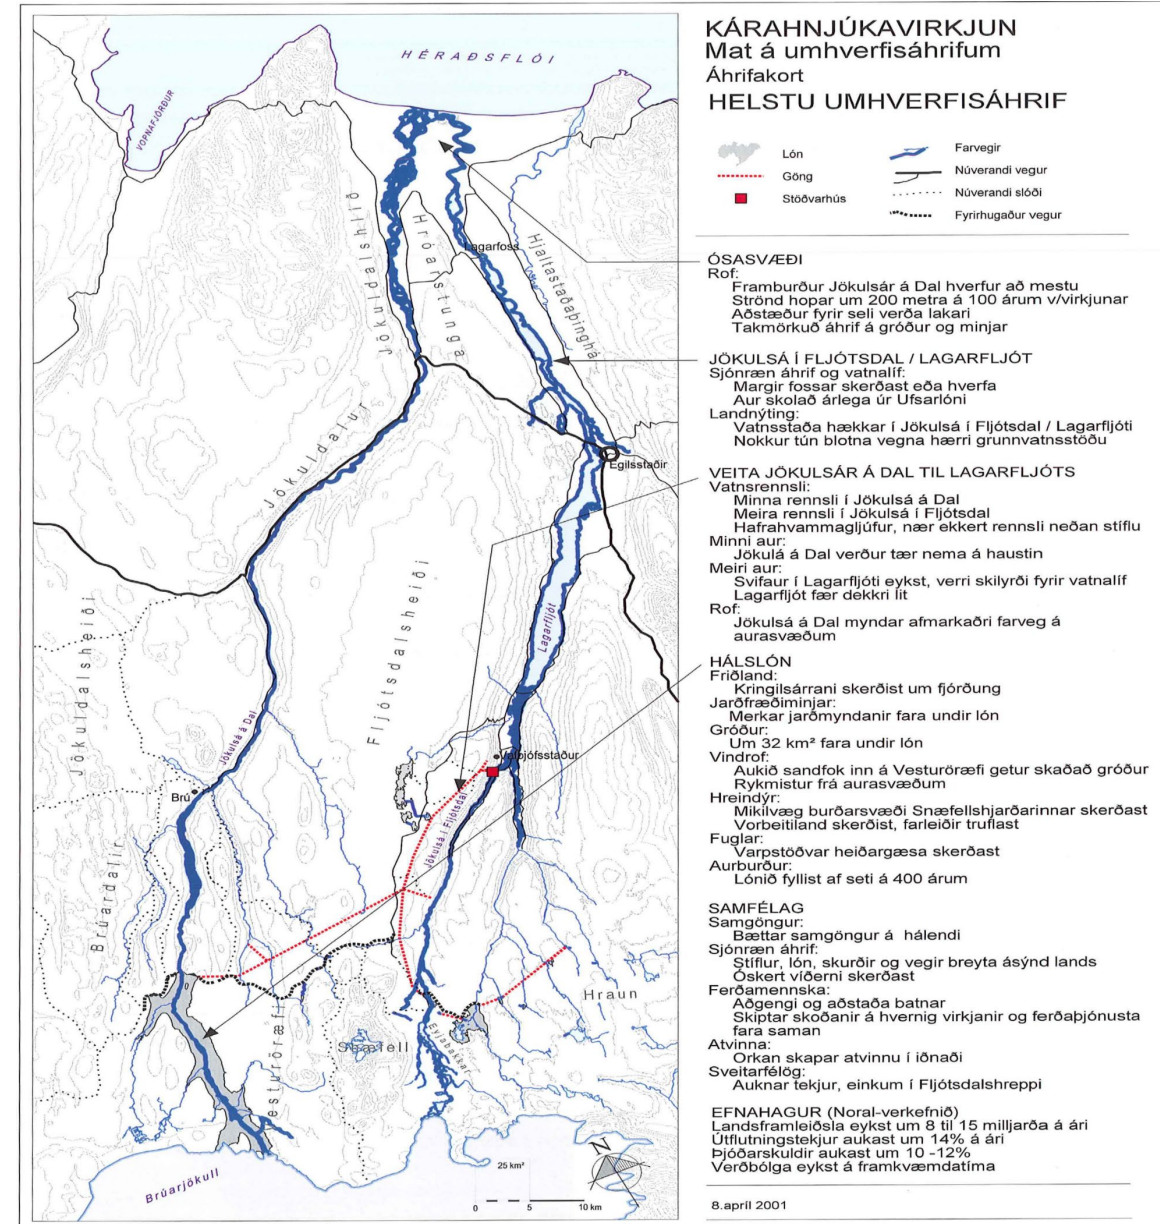 KÁRAHNJÚKAVIRKJUN
Mat á umhverfisáhrifum
Áhrifakort
HELSTU UMHVERFISÁHRIF
Lón
Göng
Stöðvarhús
Farvegir
Núverandi vegur
Núverandi slóði
Fyrirhugaður vegur
ÓSASVÆÐI
Rof:
Framburður Jökulsár á Dal hverfur að mestu
Strönd hopar um 200 metra á 100 árum v/virkjunar
Aðstæður fyrir seli verða lakari
Takmörkuð áhrif á gróður og minjar
JÖKULSÁ Í FLJÓTSDAL / LAGARFLJÓT
Sjónræn áhrif og vatnalíf:
Margir fossar skerðast eða hverfa
Aur skolað árlega úr Ufsarlóni
Landnýting:
Vatnsstaða hækkar í Jökulsá í Fljótsdal / Lagarfljóti
Nokkur tún blotna vegna hærri grunnvatnsstöðu
VEITA JÖKULSÁR Á DAL TIL LAGARFLJÓTS
Vatnsrennsli:
Minna rennsli í Jökulsá á Dal
Meira rennsli í Jökulsá í Fljótsdal
Hafrahvammagljúfur, nær ekkert rennsli neðan stíflu
Minni aur:
Jökulá á Dal verður tær nema á haustin
Meiri aur:
Svifaur í Lagarfljóti eykst, verri skilyrði fyrir vatnalíf
Lagarfljót fær dekkri lit
Rof:
Jökulsá á Dal myndar afmarkaðri farveg á
aurasvæðum
HÁLSLÓN
Friðland:
Kringilsárrani skerðist um fjórðung
Jarðfræðiminjar:
Merkar jarðmyndanir fara undir lón
Gróður:
Um 32 km² fara undir lón
Vindrof:
Aukið sandfok inn á Vesturöræfi getur skaðað gróður
Rykmistur frá aurasvæðum
Hreindýr:
Mikilvæg burðarsvæði Snæfellshjarðarinnar skerðast
Vorbeitiland skerðist, farleiðir truflast
Fuglar:
Varpstöðvar heiðargæsa skerðast
Aurburður:
Lónið fyllist af seti á 400 árum
SAMFÉLAG
Samgöngur:
Bættar samgöngur á hálendi
Sjónræn áhrif:
Stíflur, lón, skurðir og vegir breyta ásýnd lands
Óskert víðerni skerðast
Ferðamennska:
Aðgengi og aðstaða batnar
Skiptar skoðanir á hvernig virkjanir og ferðaþjónusta
fara saman
Atvinna:
Orkan skapar atvinnu í iðnaði
Sveitarfélög:
Auknar tekjur, einkum í Fljótsdalshreppi
EFNAHAGUR (Noral-verkefnið)
Landsframleiðsla eykst um 8 til 15 milljarða á ári
Útflutningstekjur aukast um 14% á ári
Þjóðarskuldir aukast um 10 -12%
Verðbólga eykst á framkvæmdatíma
8.apríl 2001
HÉRAÐSFLÓI
VOPNAFJÖRÐUR
Jökulsárhlíð
Hróarstunga
Lagarfoss
Hjaltastaðaþinghá
Jökuldalur
Egilsstaðir
Lagarfljót
Jökuldalsheiði
Fljótsdalsheiði
Jökulsá á Dal
Valþjófsstaður
Brú
Jökulsá í Fljótsdal
Brúardalir
Hraun
Snæfell
Eyjabakkar
Vesturöræfi
Brúarjökull
25 km²
N
0 5 10 km